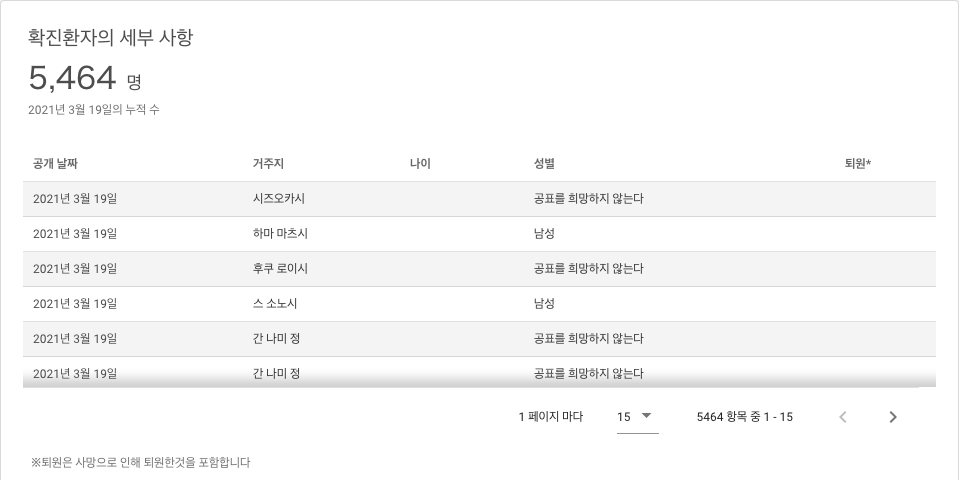 확진환자의 세부 사항
5,464 명
2021년 3월 19일의 누적 수
공개 날짜 거주지 나이 성별 퇴원*
2021년 3월 19일 시즈오카시 공표를 희망하지 않는다
2021년 3월 19일 하마 마츠시 남성
2021년 3월 19일 후쿠 로이시 공표를 희망하지 않는다
2021년 3월 19일 스 소노시 남성
2021년 3월 19일 간 나미 정 공표를 희망하지 않는다
2021년 3월 19일 간 나미 정 공표를 희망하지 않는다
1 페이지 마다 15 5464 항목 중 1 - 15
※퇴원은 사망으로 인해 퇴원한것을 포함합니다